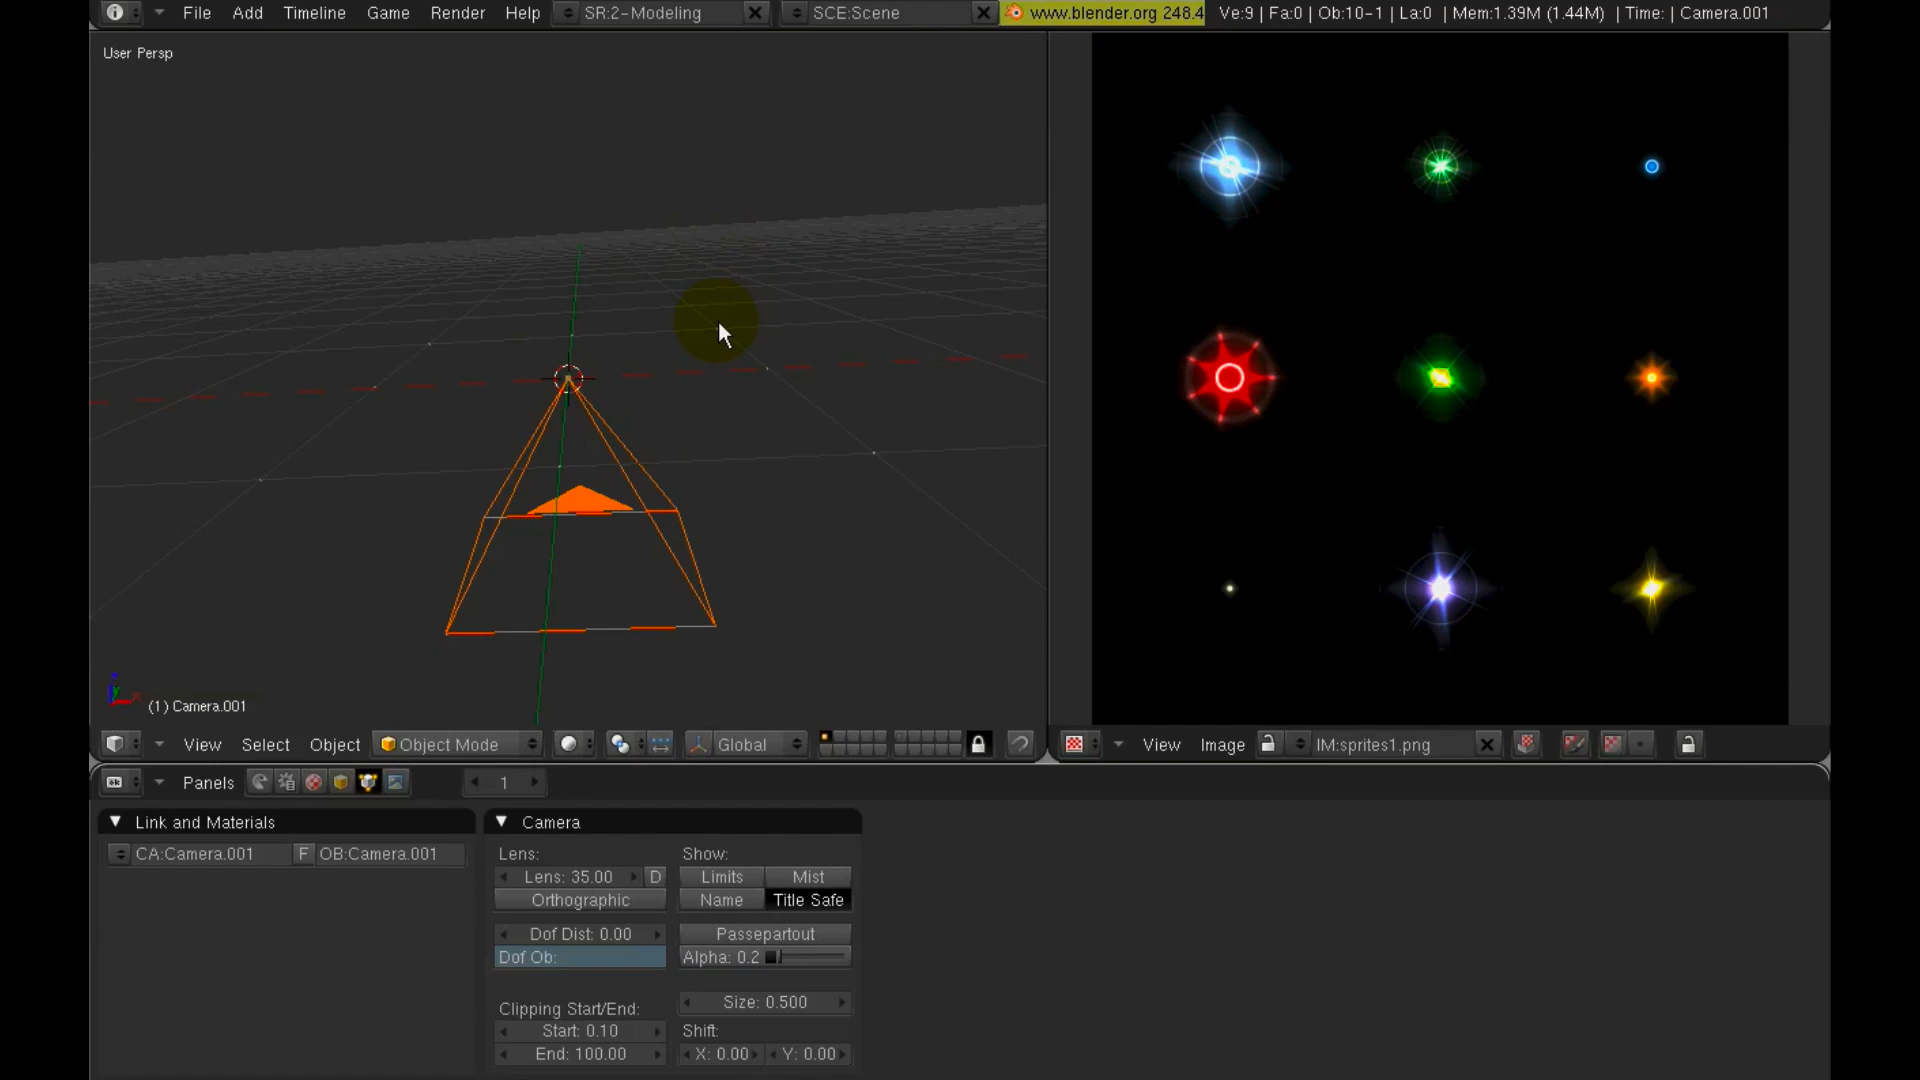 File Add Timeline Game Render Help SR:2-Modeling SCE:Scene www.blender.org 248.4 Ve:9 | Fa:0 | Ob:10-1 | La:0 | Mem:1.39M (1.44M) | Time: | Camera.001
User Persp
(1) Camera.001
View Select Object Object Mode Global
View Image IM:sprites1.png
Panels 1
Link and Materials
CA:Camera.001 F OB:Camera.001
Camera
Lens: Show:
Lens: 35.00 D Limits Mist
Orthographic Name Title Safe
Dof Dist: 0.00 Passepartout
Dof Ob: Alpha: 0.2
Clipping Start/End: Size: 0.500
Start: 0.10 Shift:
End: 100.00 X: 0.00 Y: 0.00